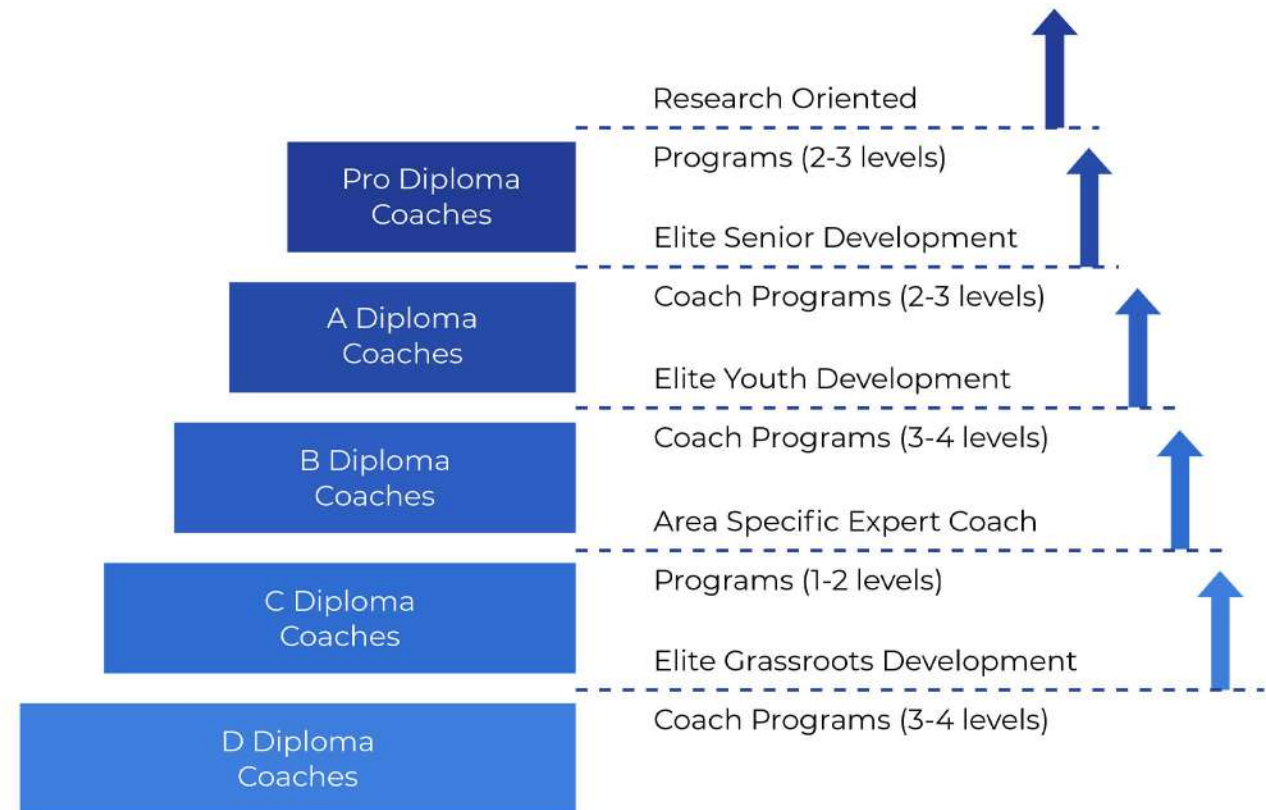 Research Oriented
Programs (2-3 levels)
Pro Diploma
Coaches
Elite Senior Development
Coach Programs (2-3 levels)
A Diploma
Coaches
Elite Youth Development
Coach Programs (3-4 levels)
B Diploma
Coaches
Area Specific Expert Coach
Programs (1-2 levels)
C Diploma
Coaches
Elite Grassroots Development
Coach Programs (3-4 levels)
D Diploma
Coaches